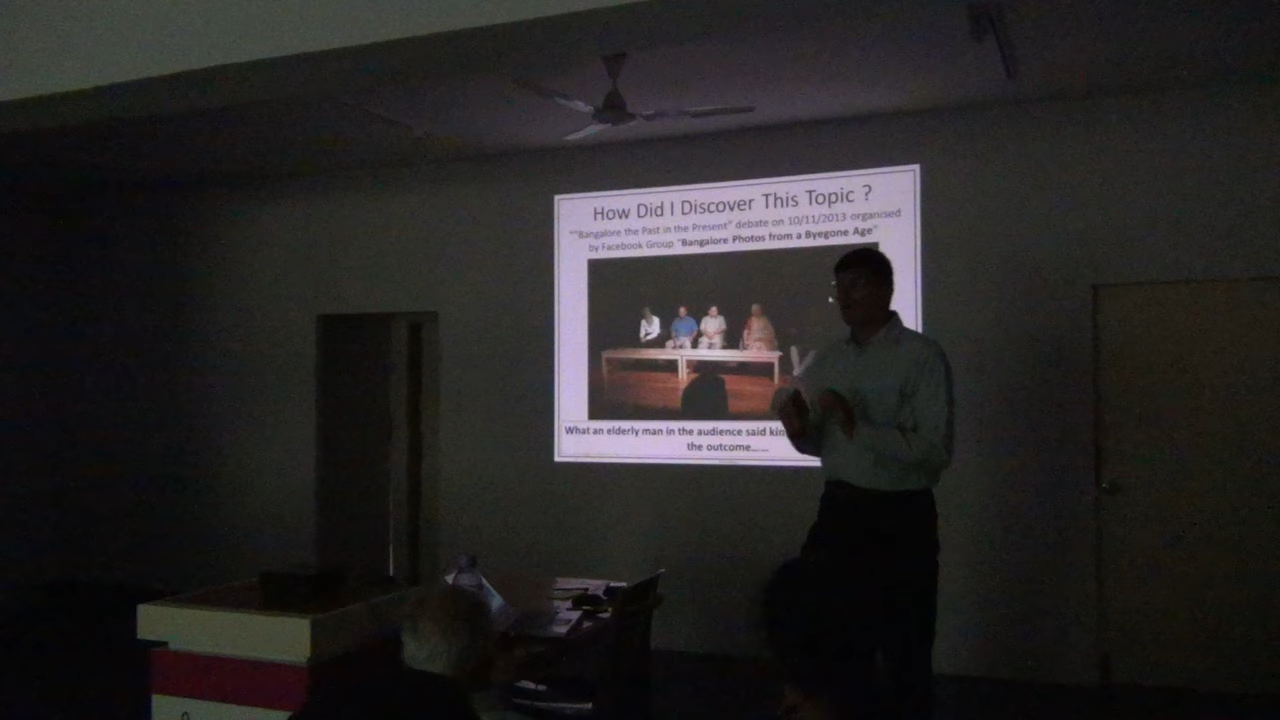 How Did I Discover This Topic ?
""Bangalore the Past in the Present" debate on 10/11/2013 organised
by Facebook Group "Bangalore Photos from a Byegone Age"
What an elderly man in the audience said
the outcome......